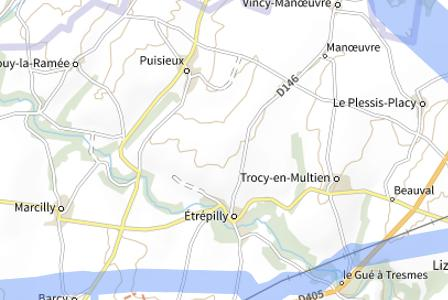 Vincy-Manœuvre
Manœuvre
ouy-la-Ramée
Puisieux
D146
Le Plessis-Placy
Trocy-en-Multien
Beauval
Marcilly
Étrépilly
Liz
le Gué à Tresmes
Barcy
D405